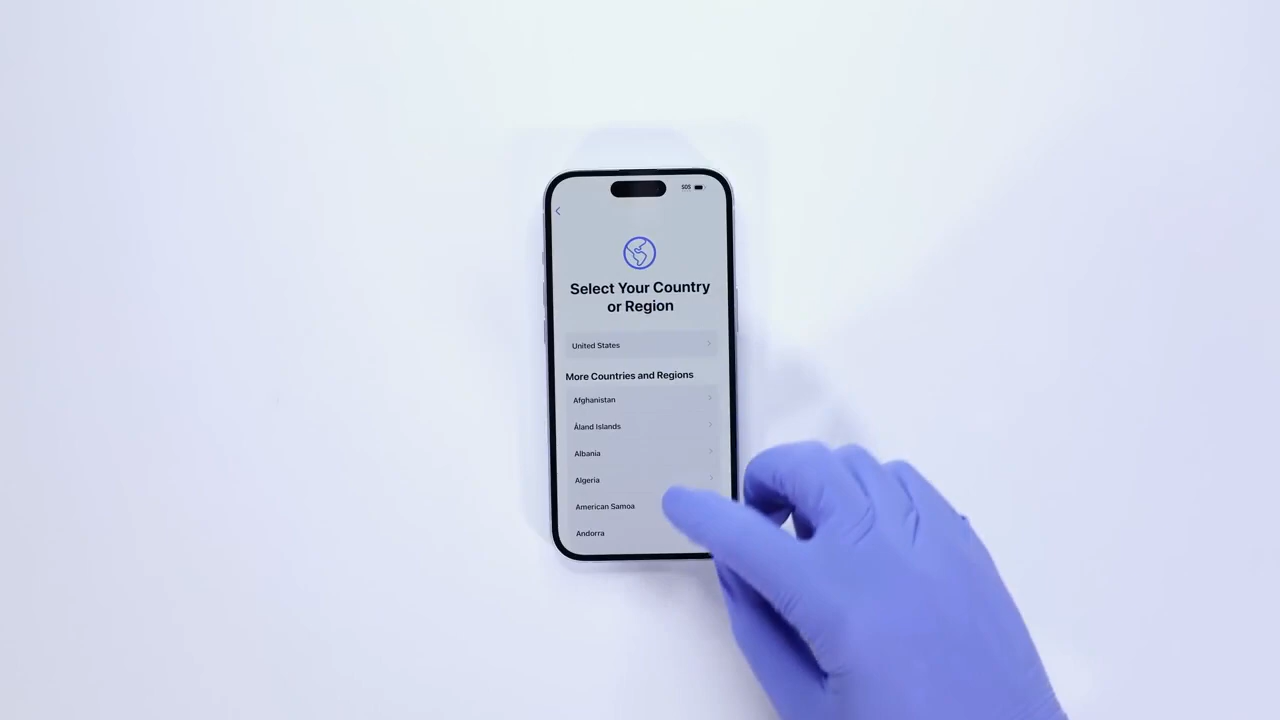 SOS
Select Your Country
or Region
United States
More Countries and Regions
Afghanistan
Åland Islands
Albania
Algeria
American Samoa
Andorra